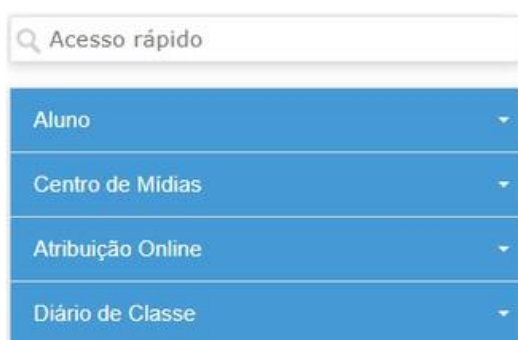 Acesso rápido
Aluno
Centro de Mídias
Atribuição Online
Diário de Classe